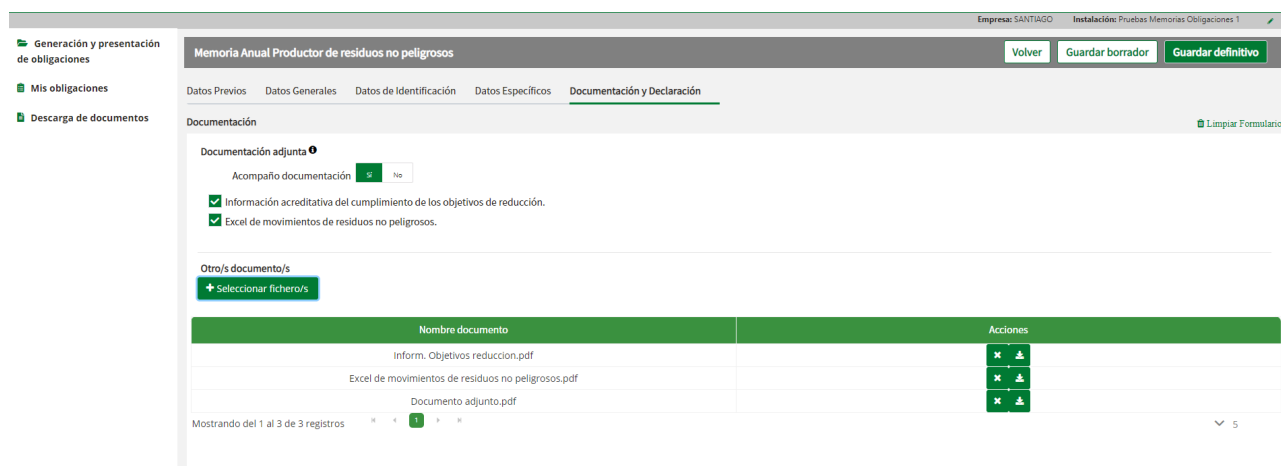 Empresa: SANTIAGO Instalación: Pruebas Memorias Obligaciones 1
Generación y presentación
de obligaciones
Mis obligaciones
Descarga de documentos
Memoria Anual Productor de residuos no peligrosos
Volver Guardar borrador Guardar definitivo
Datos Previos Datos Generales Datos de Identificación Datos Específicos Documentación y Declaración
Documentación
Limpiar Formulario
Documentación adjunta
Acompaño documentación Sí No
Información acreditativa del cumplimiento de los objetivos de reducción.
Excel de movimientos de residuos no peligrosos.
Otro/s documento/s
Seleccionar fichero/s
Nombre documento Acciones
Inform. Objetivos reduccion.pdf
Excel de movimientos de residuos no peligrosos.pdf
Documento adjunto.pdf
Mostrando del 1 al 3 de 3 registros 1 5